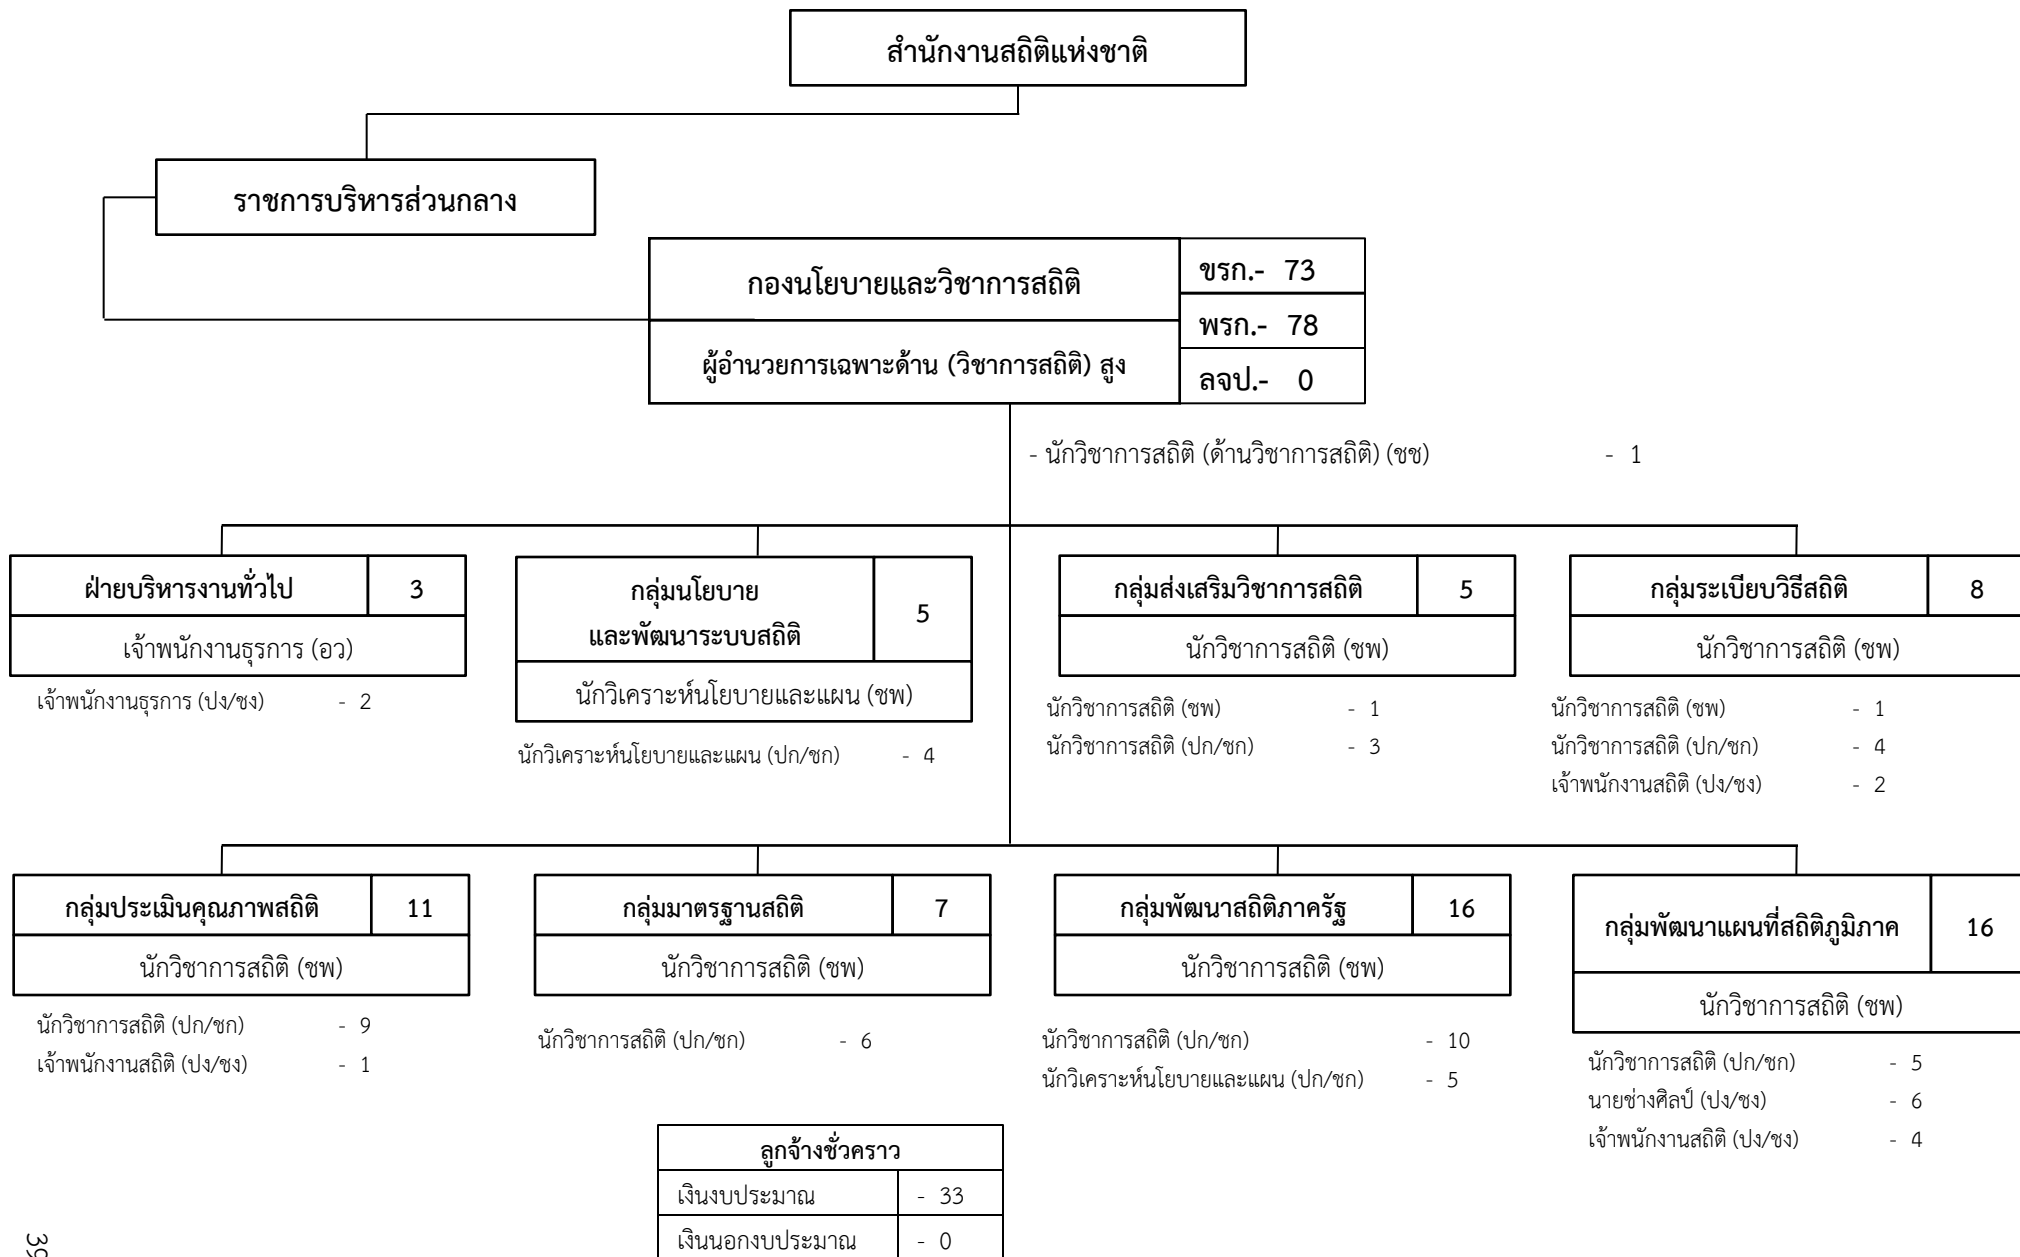 สำนักงานสถิติแห่งชาติ
ราชการบริหารส่วนกลาง
กองนโยบายและวิชาการสถิติ
ขรก.- 73
พรก.- 78
ผู้อำนวยการเฉพาะด้าน (วิชาการสถิติ) สูง
ลจป.- 0
- นักวิชาการสถิติ (ด้านวิชาการสถิติ) (ชช) - 1
ฝ่ายบริหารงานทั่วไป 3
เจ้าพนักงานธุรการ (อว)
เจ้าพนักงานธุรการ (ปง/ชง) - 2
กลุ่มนโยบาย
และพัฒนาระบบสถิติ
5
นักวิเคราะห์นโยบายและแผน (ชพ)
นักวิเคราะห์นโยบายและแผน (ปก/ชก) - 4
กลุ่มส่งเสริมวิชาการสถิติ 5
นักวิชาการสถิติ (ชพ)
นักวิชาการสถิติ (ชพ) - 1
นักวิชาการสถิติ (ปก/ชก) - 3
กลุ่มระเบียบวิธีสถิติ 8
นักวิชาการสถิติ (ชพ)
นักวิชาการสถิติ (ชพ) - 1
นักวิชาการสถิติ (ปก/ชก) - 4
เจ้าพนักงานสถิติ (ปง/ชง) - 2
กลุ่มประเมินคุณภาพสถิติ 11
นักวิชาการสถิติ (ชพ)
นักวิชาการสถิติ (ปก/ชก) - 9
เจ้าพนักงานสถิติ (ปง/ชง) - 1
กลุ่มมาตรฐานสถิติ 7
นักวิชาการสถิติ (ชพ)
นักวิชาการสถิติ (ปก/ชก) - 6
กลุ่มพัฒนาสถิติภาครัฐ 16
นักวิชาการสถิติ (ชพ)
นักวิชาการสถิติ (ปก/ชก) - 10
นักวิเคราะห์นโยบายและแผน (ปก/ชก) - 5
กลุ่มพัฒนาแผนที่สถิติภูมิภาค 16
นักวิชาการสถิติ (ชพ)
นักวิชาการสถิติ (ปก/ชก) - 5
นายช่างศิลป์ (ปง/ชง) - 6
เจ้าพนักงานสถิติ (ปง/ชง) - 4
ลูกจ้างชั่วคราว
เงินงบประมาณ - 33
เงินนอกงบประมาณ - 0
39